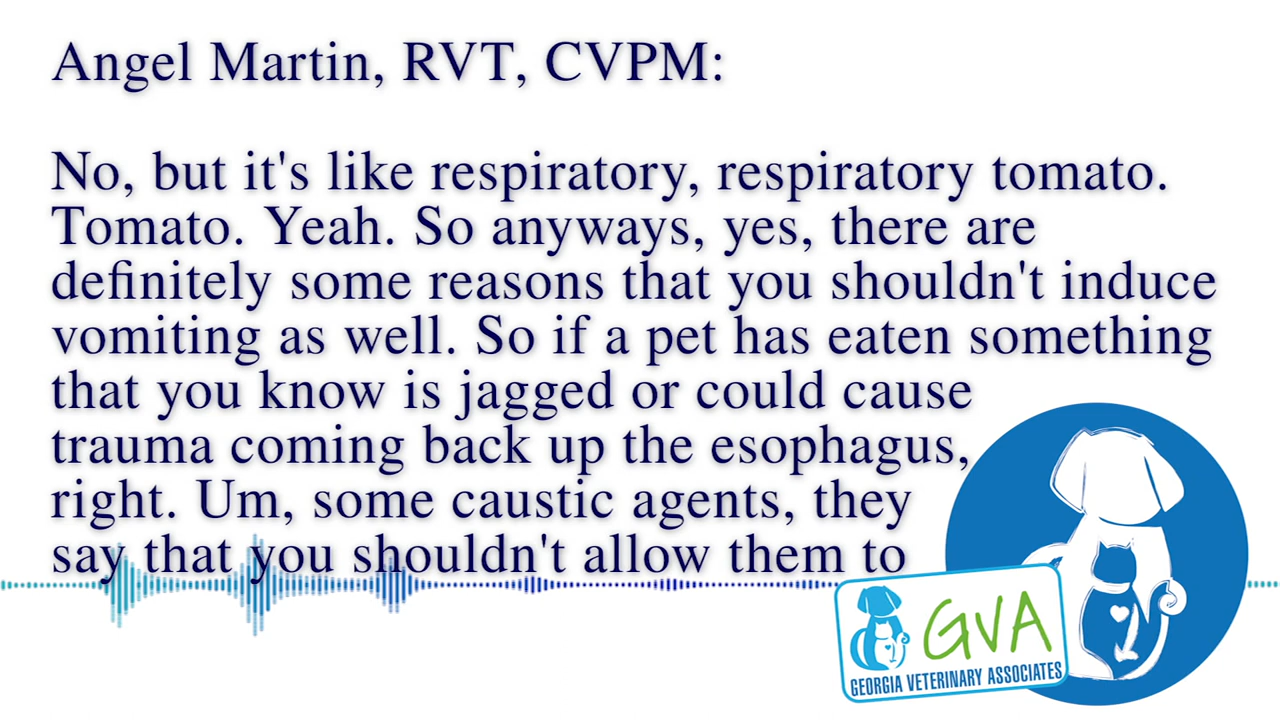 Angel Martin, RVT, CVPM:
No, but it's like respiratory, respiratory tomato.
Tomato. Yeah. So anyways, yes, there are
definitely some reasons that you shouldn't induce
vomiting as well. So if a pet has eaten something
that you know is jagged or could cause
trauma coming back up the esophagus,
right. Um, some caustic agents, they
say that you shouldn't allow them to
GVA
GEORGIA VETERINARY ASSOCIATES